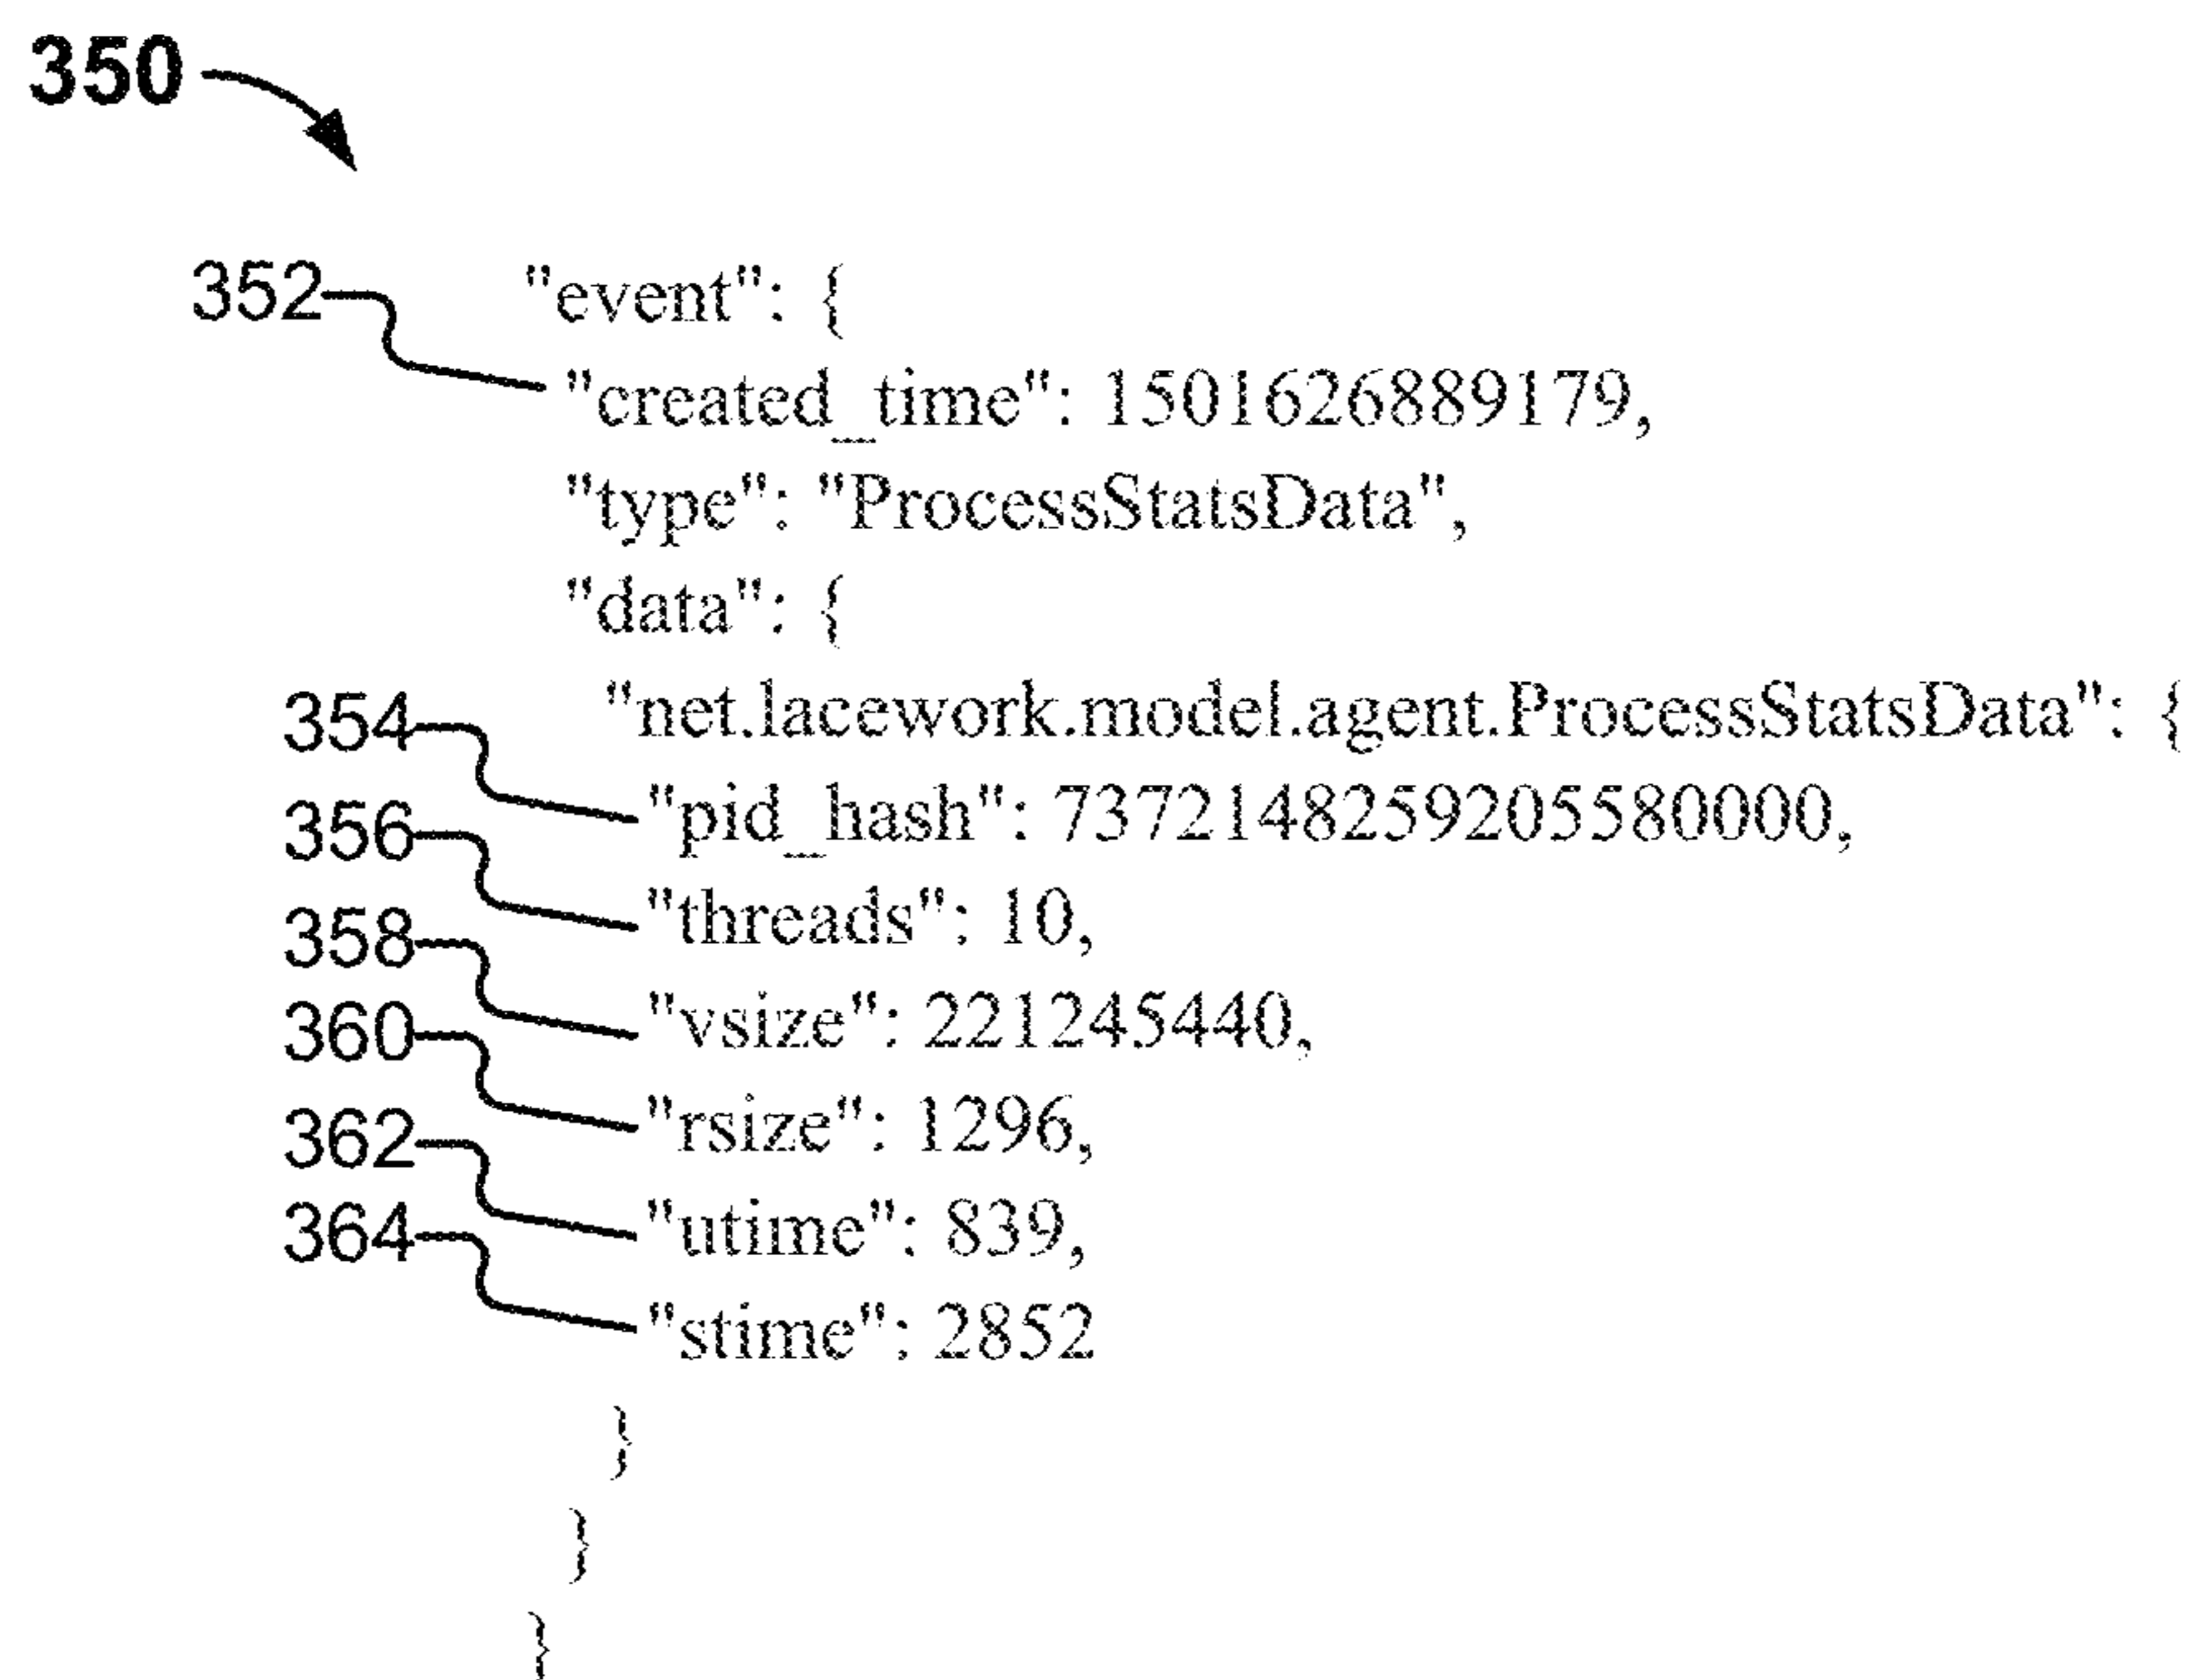 350
352 "event": {
"created_time": 1501626889179,
"type": "ProcessStatsData",
"data": {
"net.lacework.model.agent.ProcessStatsData": {
354 "pid_hash": 7372148259205580000,
356 "threads": 10,
358 "vsize": 221245440,
360 "rsize": 1296,
362 "utime": 839,
364 "stime": 2852
}
}
}